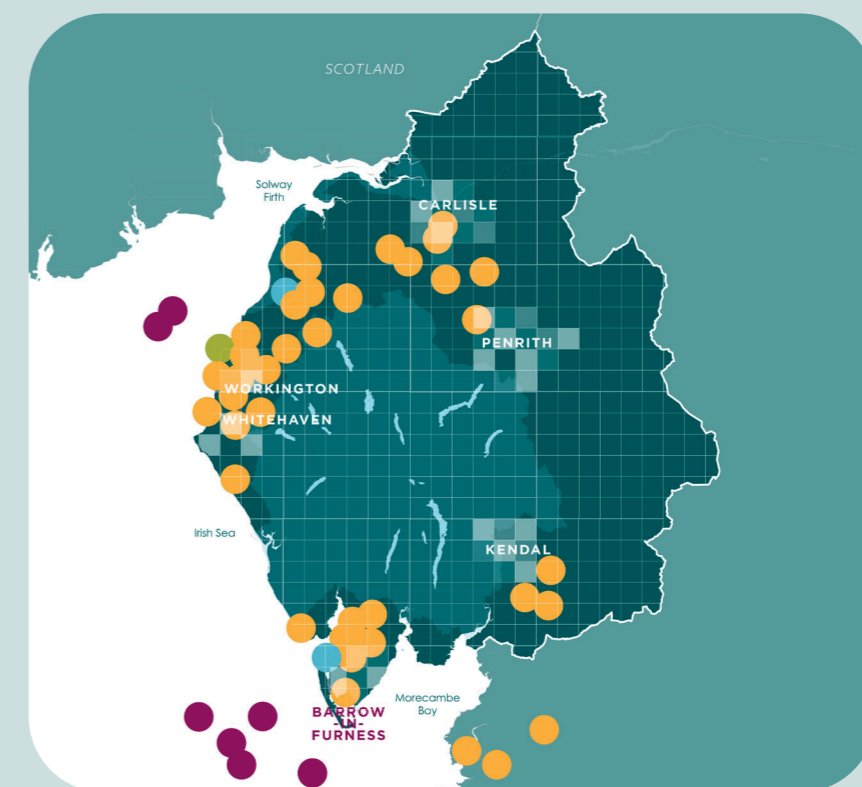 SCOTLAND
Solway
Firth
CARLISLE
PENRITH
WORKINGTON
WHITEHAVEN
Irish Sea
KENDAL
Morecambe
Bay
BARROW
-IN-
FURNESS